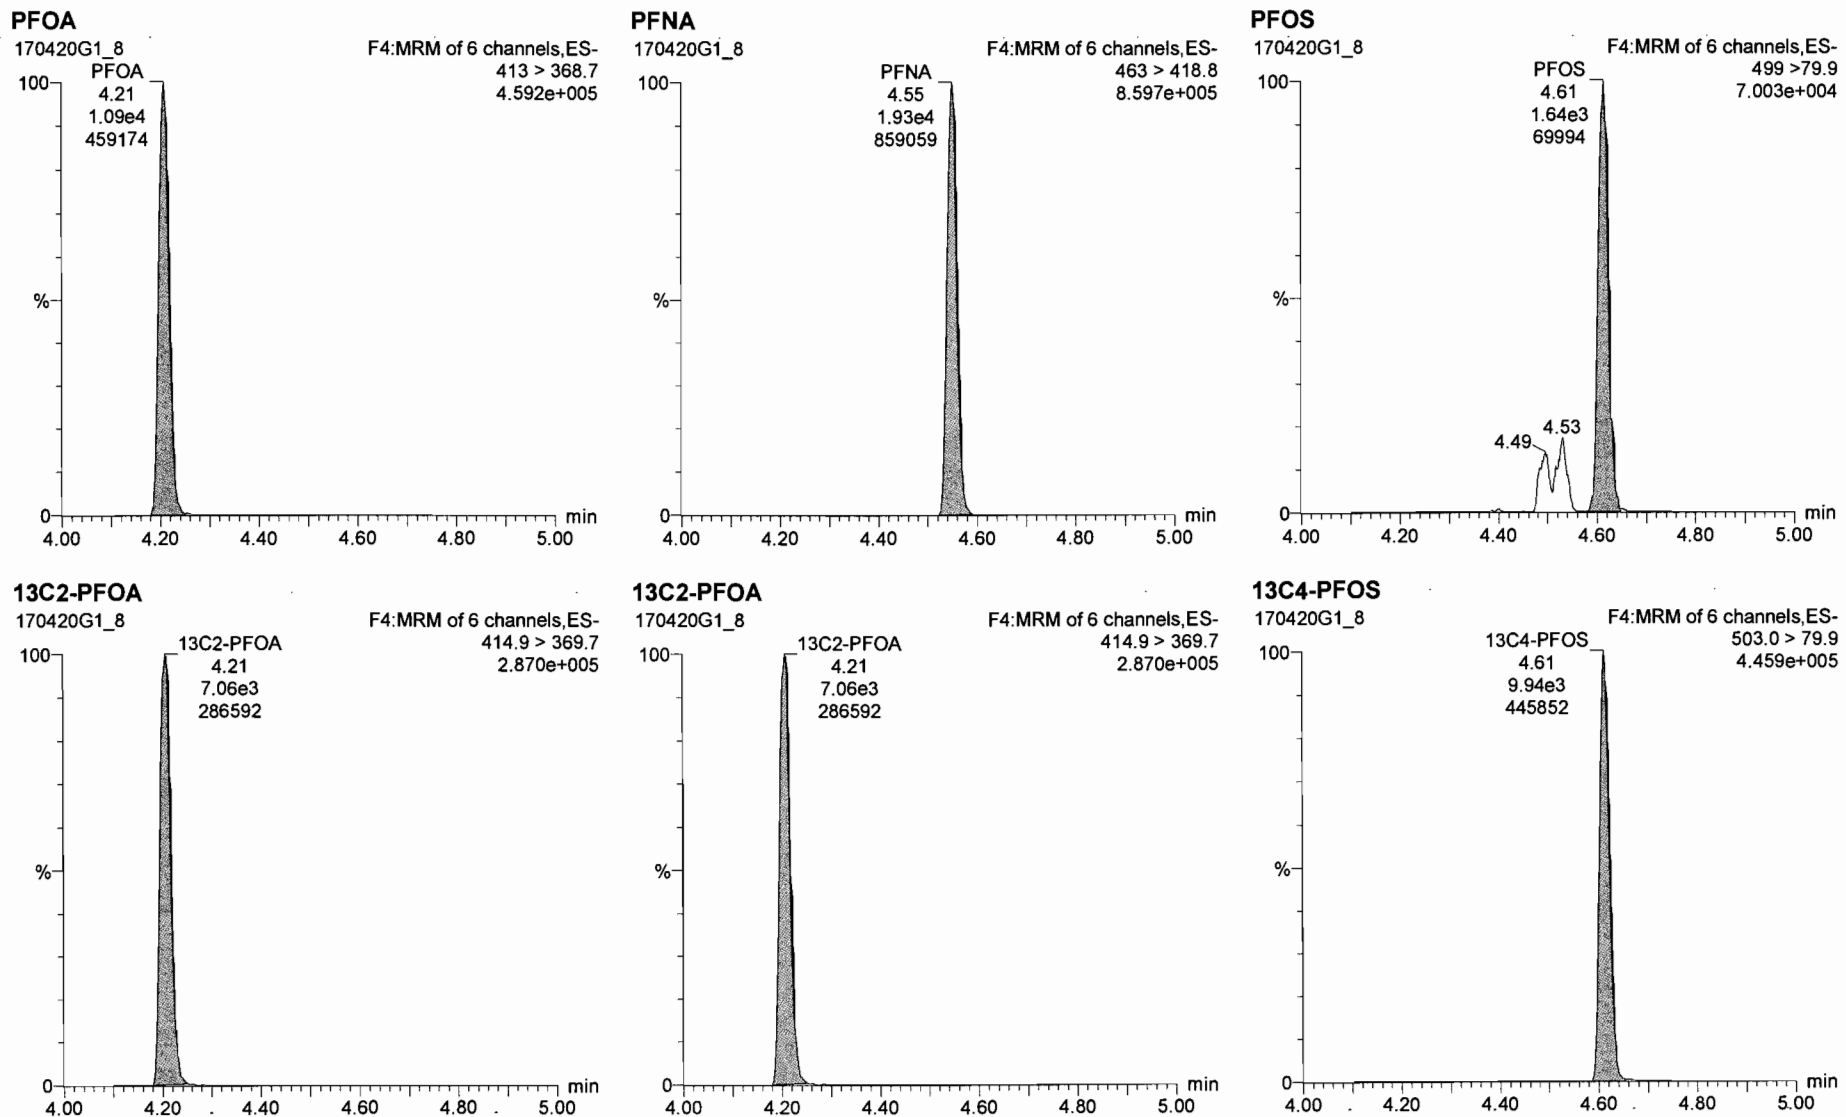 PFOA
170420G1_8
F4:MRM of 6 channels,ES-
413 > 368.7
4.592e+005
PFOA
4.21
1.09e4
459174
100
%
0
min
4.00 4.20 4.40 4.60 4.80 5.00
PFNA
170420G1_8
F4:MRM of 6 channels,ES-
463 > 418.8
8.597e+005
PFNA
4.55
1.93e4
859059
100
%
0
min
4.00 4.20 4.40 4.60 4.80 5.00
PFOS
170420G1_8
F4:MRM of 6 channels,ES-
499 >79.9
7.003e+004
PFOS
4.61
1.64e3
69994
100
%
4.49
4.53
0
min
4.00 4.20 4.40 4.60 4.80 5.00
13C2-PFOA
170420G1_8
F4:MRM of 6 channels,ES-
414.9 > 369.7
2.870e+005
13C2-PFOA
4.21
7.06e3
286592
100
%
0
min
4.00 4.20 4.40 4.60 4.80 5.00
13C2-PFOA
170420G1_8
F4:MRM of 6 channels,ES-
414.9 > 369.7
2.870e+005
13C2-PFOA
4.21
7.06e3
286592
100
%
0
min
4.00 4.20 4.40 4.60 4.80 5.00
13C4-PFOS
170420G1_8
F4:MRM of 6 channels,ES-
503.0 > 79.9
4.459e+005
13C4-PFOS
4.61
9.94e3
445852
100
%
0
min
4.00 4.20 4.40 4.60 4.80 5.00